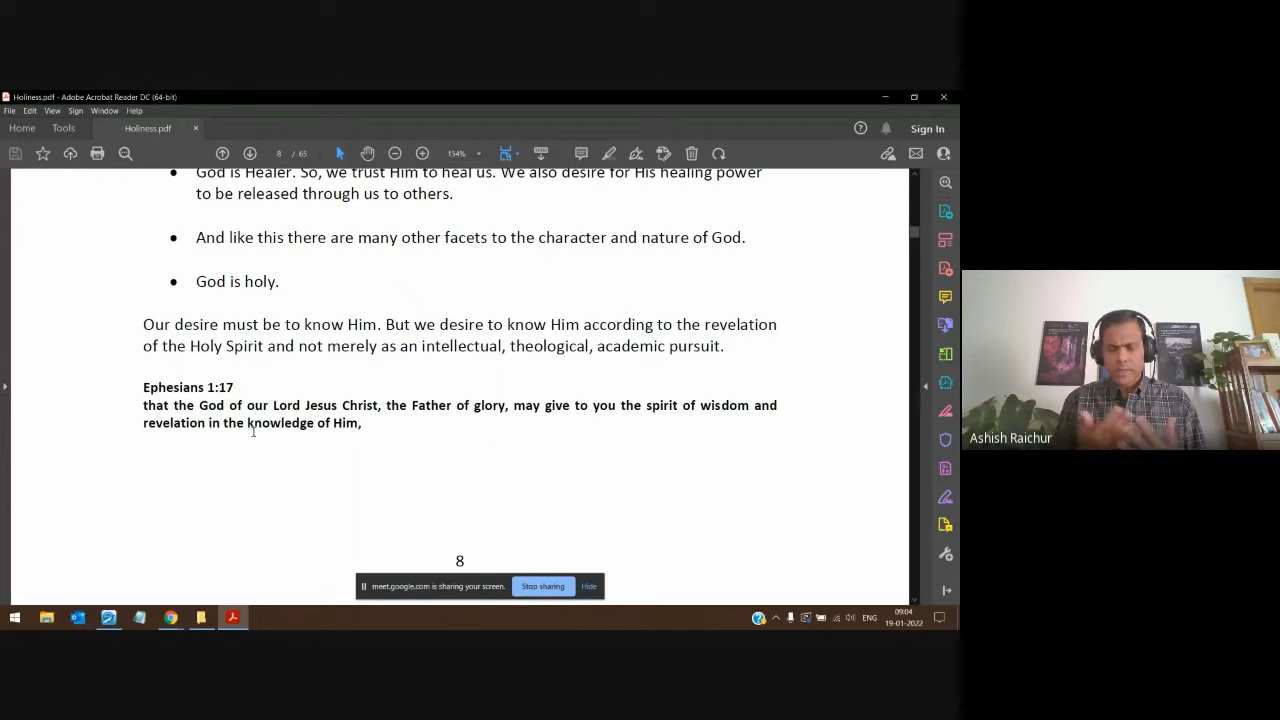 Holiness.pdf - Adobe Acrobat Reader DC (64-bit)
File Edit View Sign Window Help
Home Tools Holiness.pdf × Sign In
8 / 65 154%
God is Healer. So, we trust Him to heal us. We also desire for His healing power
to be released through us to others.
And like this there are many other facets to the character and nature of God.
God is holy.
Our desire must be to know Him. But we desire to know Him according to the revelation
of the Holy Spirit and not merely as an intellectual, theological, academic pursuit.
Ephesians 1:17
that the God of our Lord Jesus Christ, the Father of glory, may give to you the spirit of wisdom and
revelation in the knowledge of Him,
8
meet.google.com is sharing your screen. Stop sharing Hide
Ashish Raichur
ENG
09:04
19-01-2022